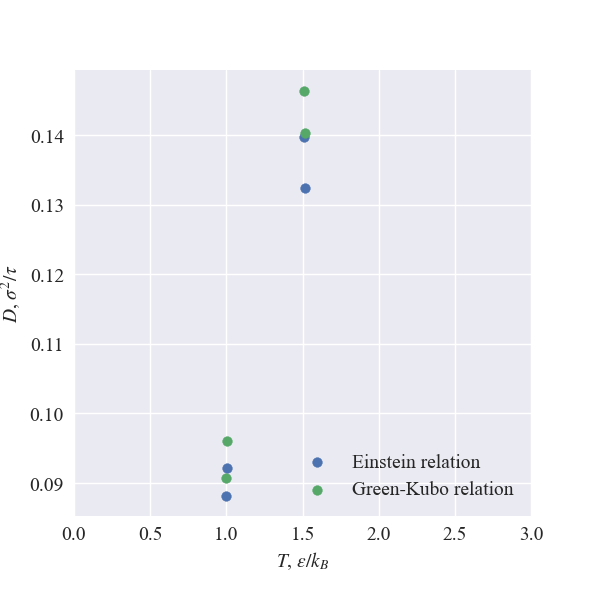 0.14
0.13
0.12
0.11
0.10
0.09
D, σ²/τ
Einstein relation
Green-Kubo relation
0.0 0.5 1.0 1.5 2.0 2.5 3.0
T, ε/k_B